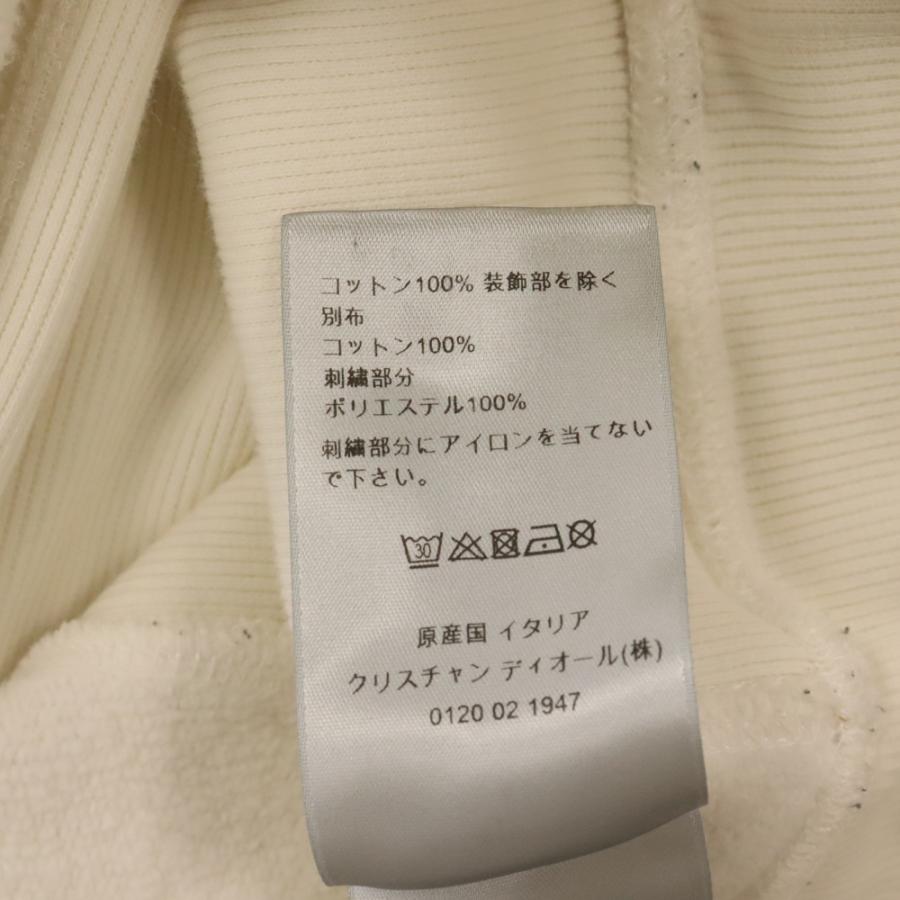 コットン100% 装飾部を除く
別布
コットン100%
刺繍部分
ポリエステル100%
刺繍部分にアイロンを当てない
で下さい。
30
原産国 イタリア
クリスチャン ディオール(株)
0120 02 1947